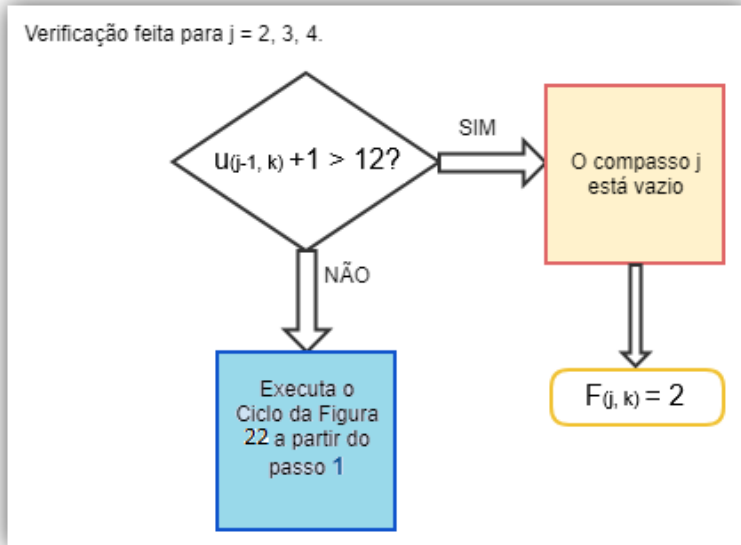 Verificação feita para j = 2, 3, 4.
u(j-1, k) +1 > 12?
SIM
O compasso j
está vazio
NÃO
Executa o
Ciclo da Figura
22 a partir do
passo 1
F(j, k) = 2